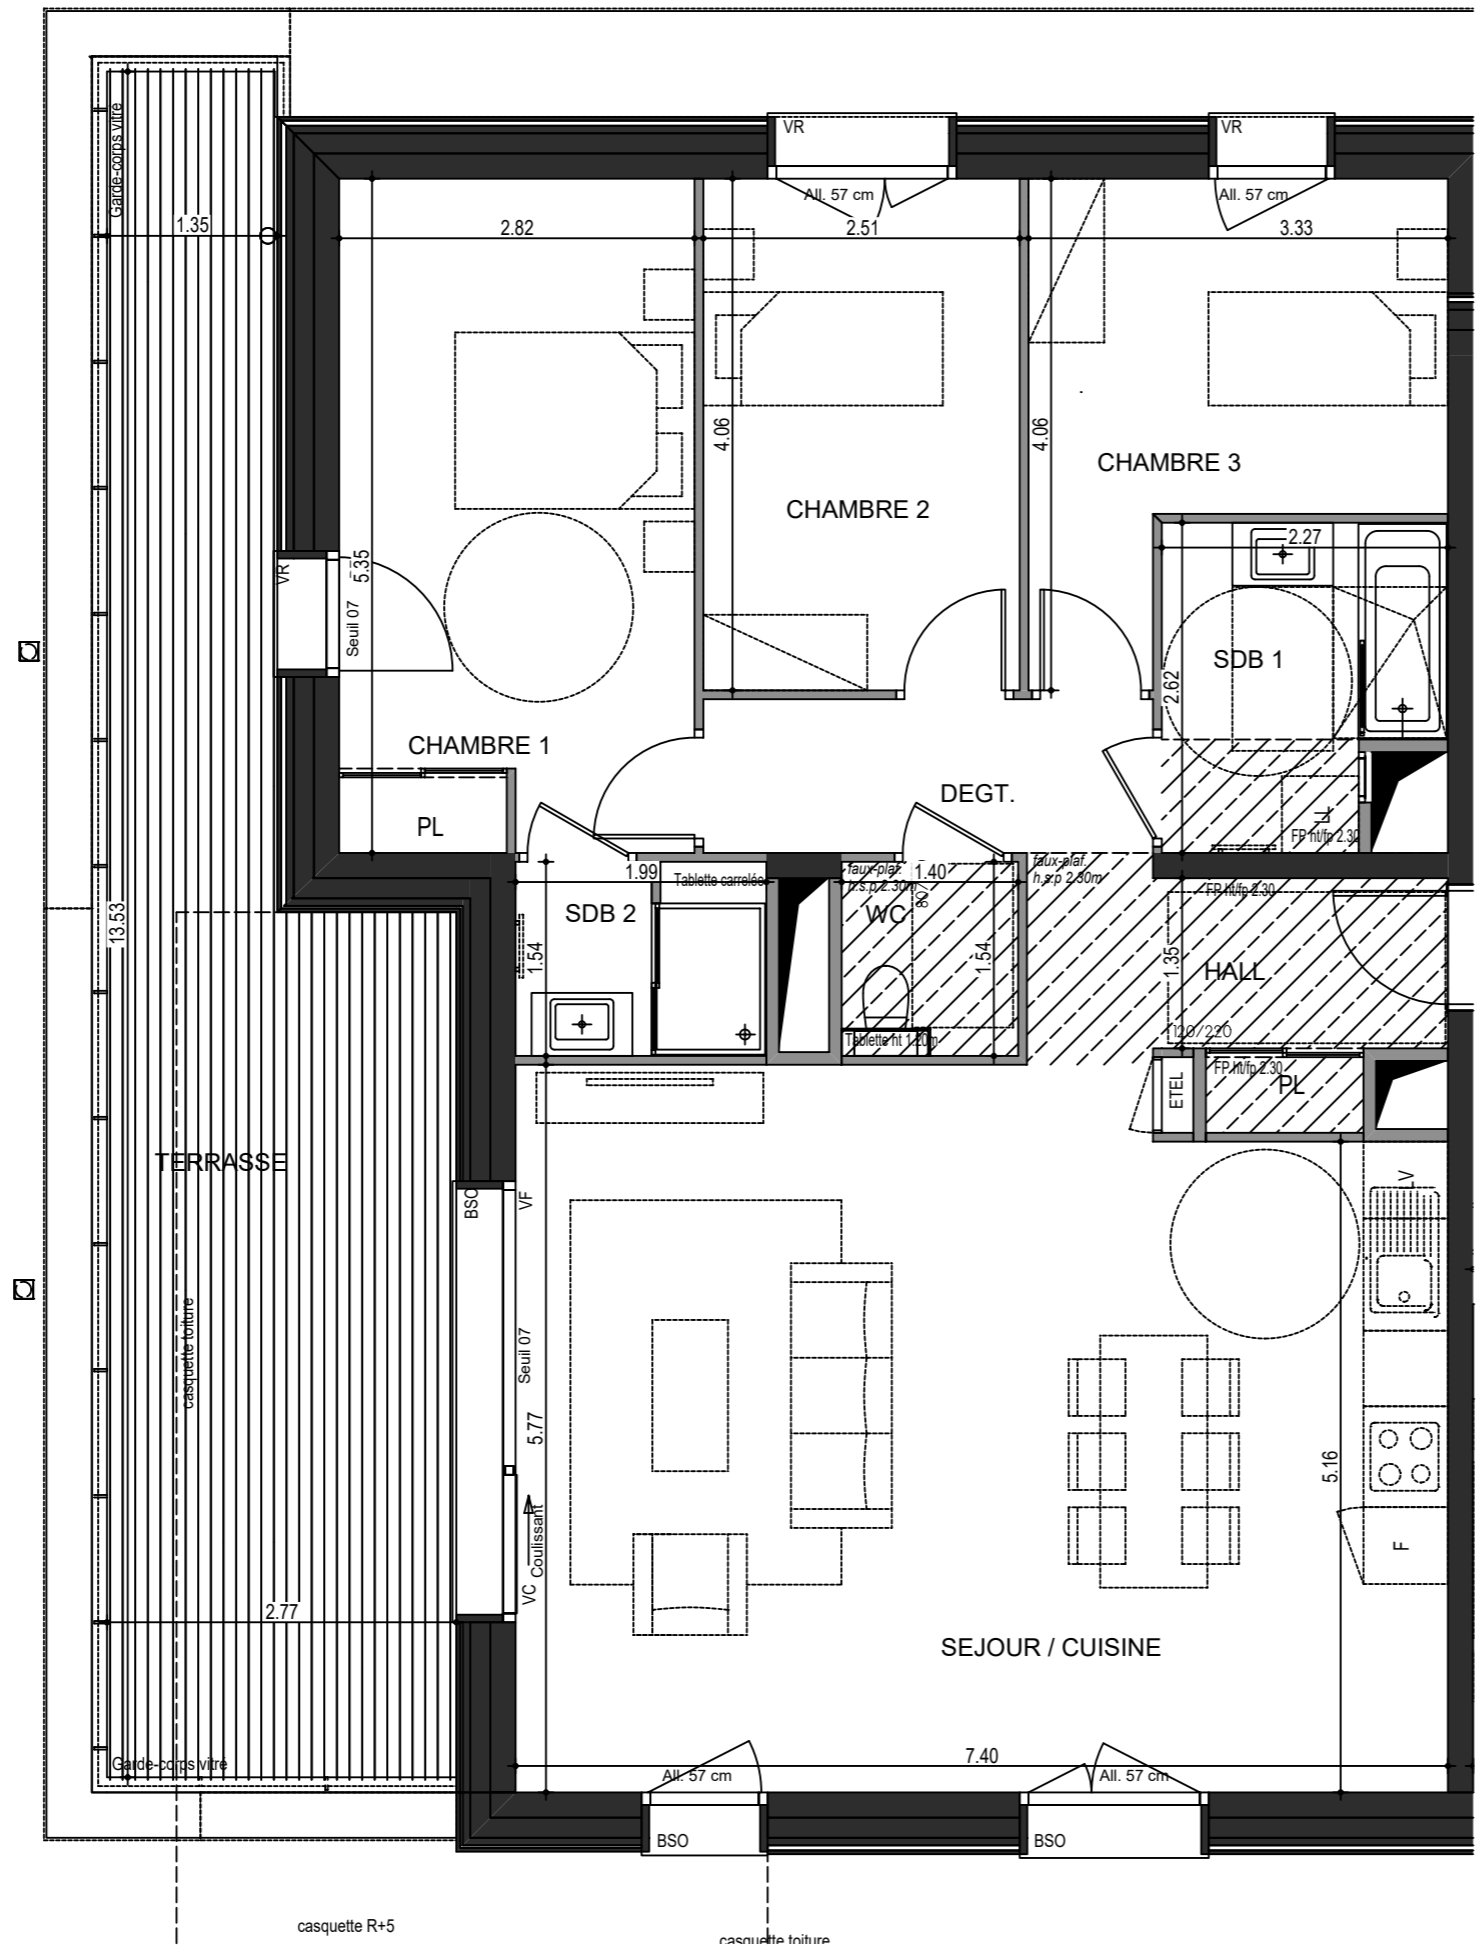 VR
VR
Garde-corps vitré
All. 57 cm
All. 57 cm
1.35
2.82
2.51
3.33
4.06
4.06
CHAMBRE 3
CHAMBRE 2
2.27
VR
Seuil 07
5.35
SDB 1
2.62
CHAMBRE 1
DEGT.
PL
LL
FP ht/fp 2.30
1.99
Tablette carrelée
faux-plaf.
h.s.p 2.30m
1.40
80/
faux-plaf.
h.s.p 2.30m
FP ht/fp 2.30
SDB 2
WC
13.53
1.54
1.54
1.35
HALL
120/220
Tablette ht 1.20m
FP ht/fp 2.30
ETEL
PL
TERRASSE
BSO
VF
LV
casquette toiture
Seuil 07
5.77
5.16
Coulissant
VC
F
2.77
SEJOUR / CUISINE
Garde-corps vitré
7.40
All. 57 cm
All. 57 cm
BSO
BSO
casquette R+5
casquette toiture